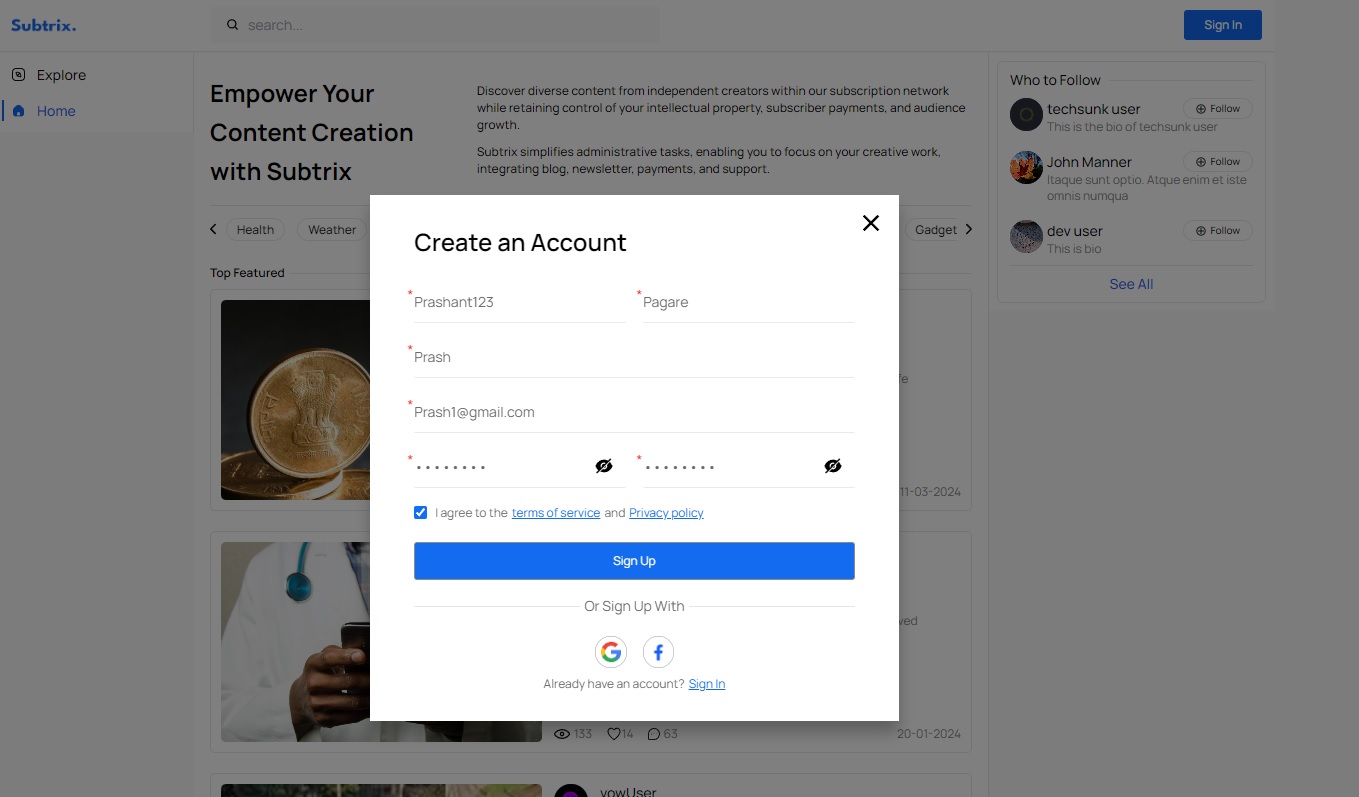 Subtrix.
search...
Sign In
Explore
Home
Empower Your
Content Creation
with Subtrix
Discover diverse content from independent creators within our subscription network
while retaining control of your intellectual property, subscriber payments, and audience
growth.
Subtrix simplifies administrative tasks, enabling you to focus on your creative work,
integrating blog, newsletter, payments, and support.
Health
Weather
Gadget
Top Featured
11-03-2024
133
14
63
20-01-2024
vowUser
Who to Follow
techsunk user
Follow
This is the bio of techsunk user
John Manner
Follow
Itaque sunt optio. Atque enim et iste
omnis numqua
dev user
Follow
This is bio
See All
Create an Account
* Prashant123
* Pagare
* Prash
* Prash1@gmail.com
* ••••••••
* ••••••••
I agree to the terms of service and Privacy policy
Sign Up
Or Sign Up With
Already have an account? Sign In